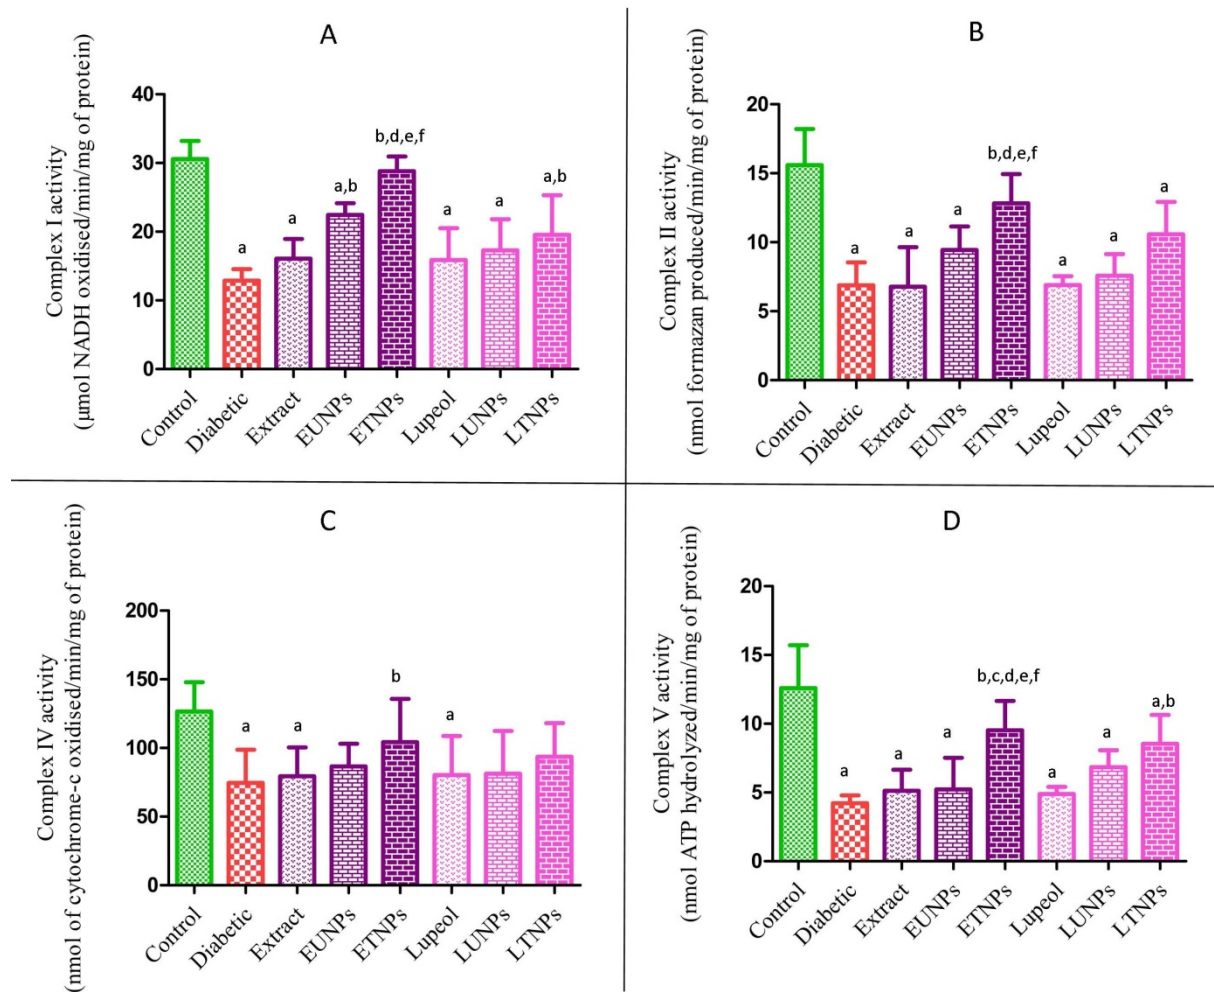 A
Complex I activity
(µmol NADH oxidised/min/mg of protein)
40
30
20
10
0
a
a
a,b
b,d,e,f
a
a
a,b
Control
Diabetic
Extract
EUNPs
ETNPs
Lupeol
LUNPs
LTNPs
B
Complex II activity
(nmol formazan produced/min/mg of protein)
20
15
10
5
0
a
a
a
b,d,e,f
a
a
a
Control
Diabetic
Extract
EUNPs
ETNPs
Lupeol
LUNPs
LTNPs
C
Complex IV activity
(nmol of cytochrome-c oxidised/min/mg of protein)
200
150
100
50
0
a
a
b
a
Control
Diabetic
Extract
EUNPs
ETNPs
Lupeol
LUNPs
LTNPs
D
Complex V activity
(nmol ATP hydrolyzed/min/mg of protein)
20
15
10
5
0
a
a
a
b,c,d,e,f
a
a
a,b
Control
Diabetic
Extract
EUNPs
ETNPs
Lupeol
LUNPs
LTNPs